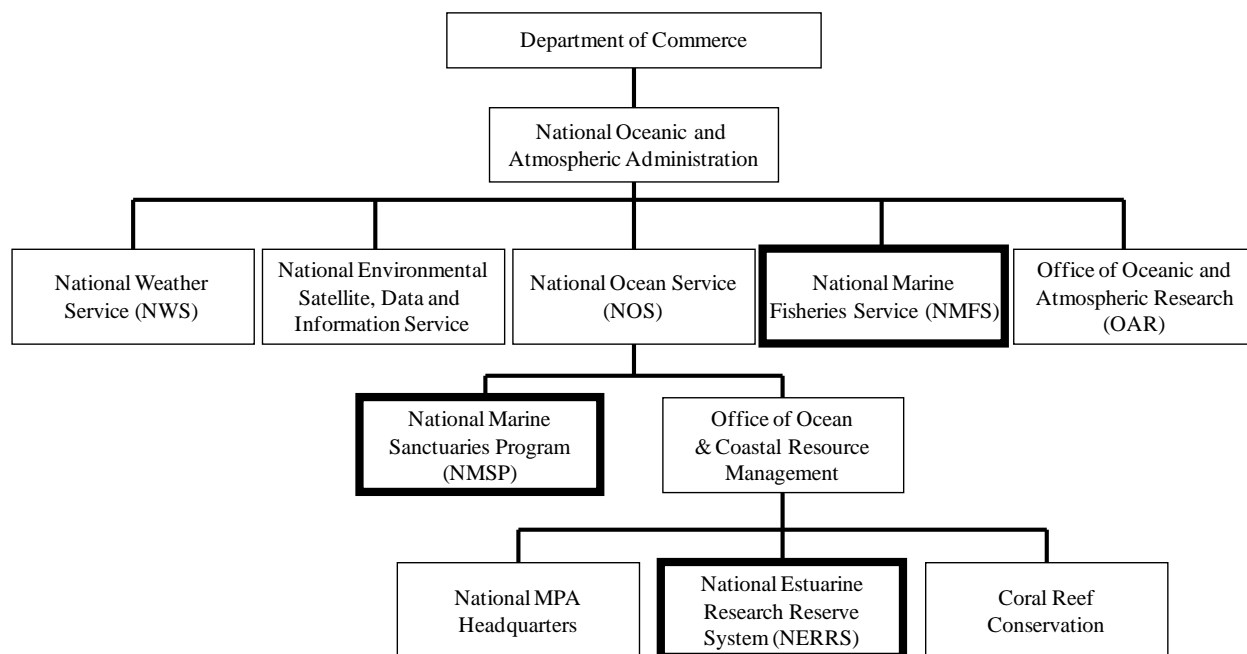 Department of Commerce
National Oceanic and
Atmospheric Administration
National Weather
Service (NWS)
National Environmental
Satellite, Data and
Information Service
National Ocean Service
(NOS)
National Marine
Fisheries Service (NMFS)
Office of Oceanic and
Atmospheric Research
(OAR)
National Marine
Sanctuaries Program
(NMSP)
Office of Ocean
& Coastal Resource
Management
National MPA
Headquarters
National Estuarine
Research Reserve
System (NERRS)
Coral Reef
Conservation